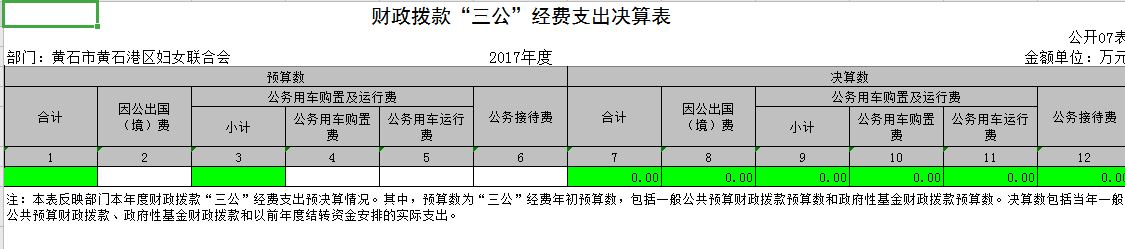 财政拨款“三公”经费支出决算表
公开07表
部门：黄石市黄石港区妇女联合会 2017年度 金额单位：万元
预算数 决算数
合计 因公出国（境）费 公务用车购置及运行费 公务接待费 合计 因公出国（境）费 公务用车购置及运行费 公务接待费
小计 公务用车购置费 公务用车运行费 小计 公务用车购置费 公务用车运行费
1 2 3 4 5 6 7 8 9 10 11 12
0.00 0.00 0.00 0.00 0.00 0.00
注：本表反映部门本年度财政拨款“三公”经费支出预决算情况。其中，预算数为“三公”经费年初预算数，包括一般公共预算财政拨款预算数和政府性基金财政拨款预算数。决算数包括当年一般
公共预算财政拨款、政府性基金财政拨款和以前年度结转资金安排的实际支出。